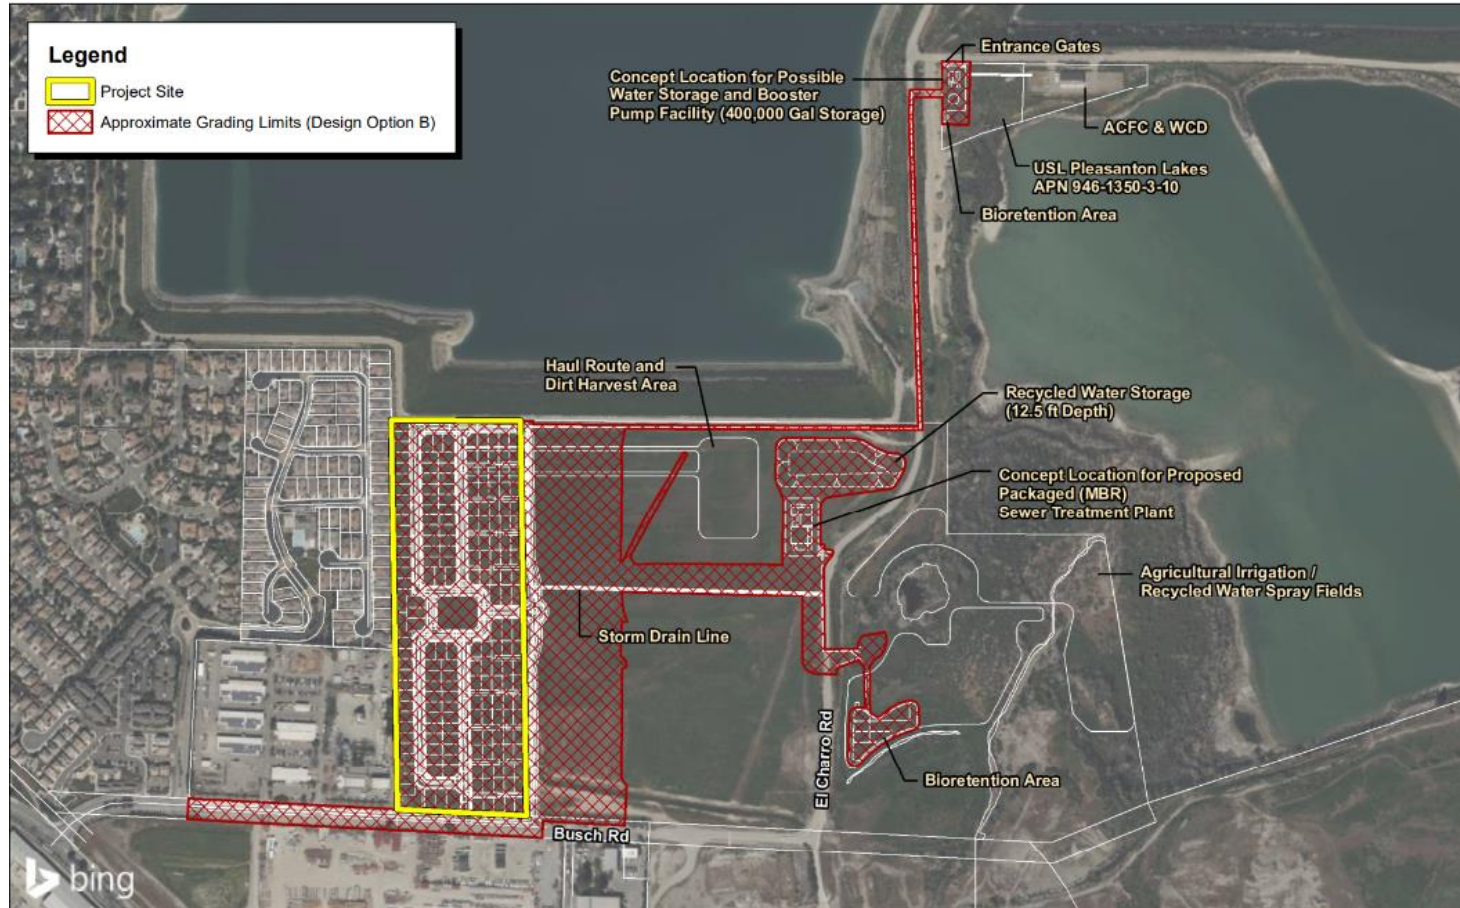 Legend
Project Site
Approximate Grading Limits (Design Option B)
Entrance Gates
Concept Location for Possible
Water Storage and Booster
Pump Facility (400,000 Gal Storage)
ACFC & WCD
USL Pleasanton Lakes
APN 946-1350-3-10
Bioretention Area
Haul Route and
Dirt Harvest Area
Recycled Water Storage
(12.5 ft Depth)
Concept Location for Proposed
Packaged (MBR)
Sewer Treatment Plant
Agricultural Irrigation /
Recycled Water Spray Fields
Storm Drain Line
El Charro Rd
Bioretention Area
Busch Rd
bing